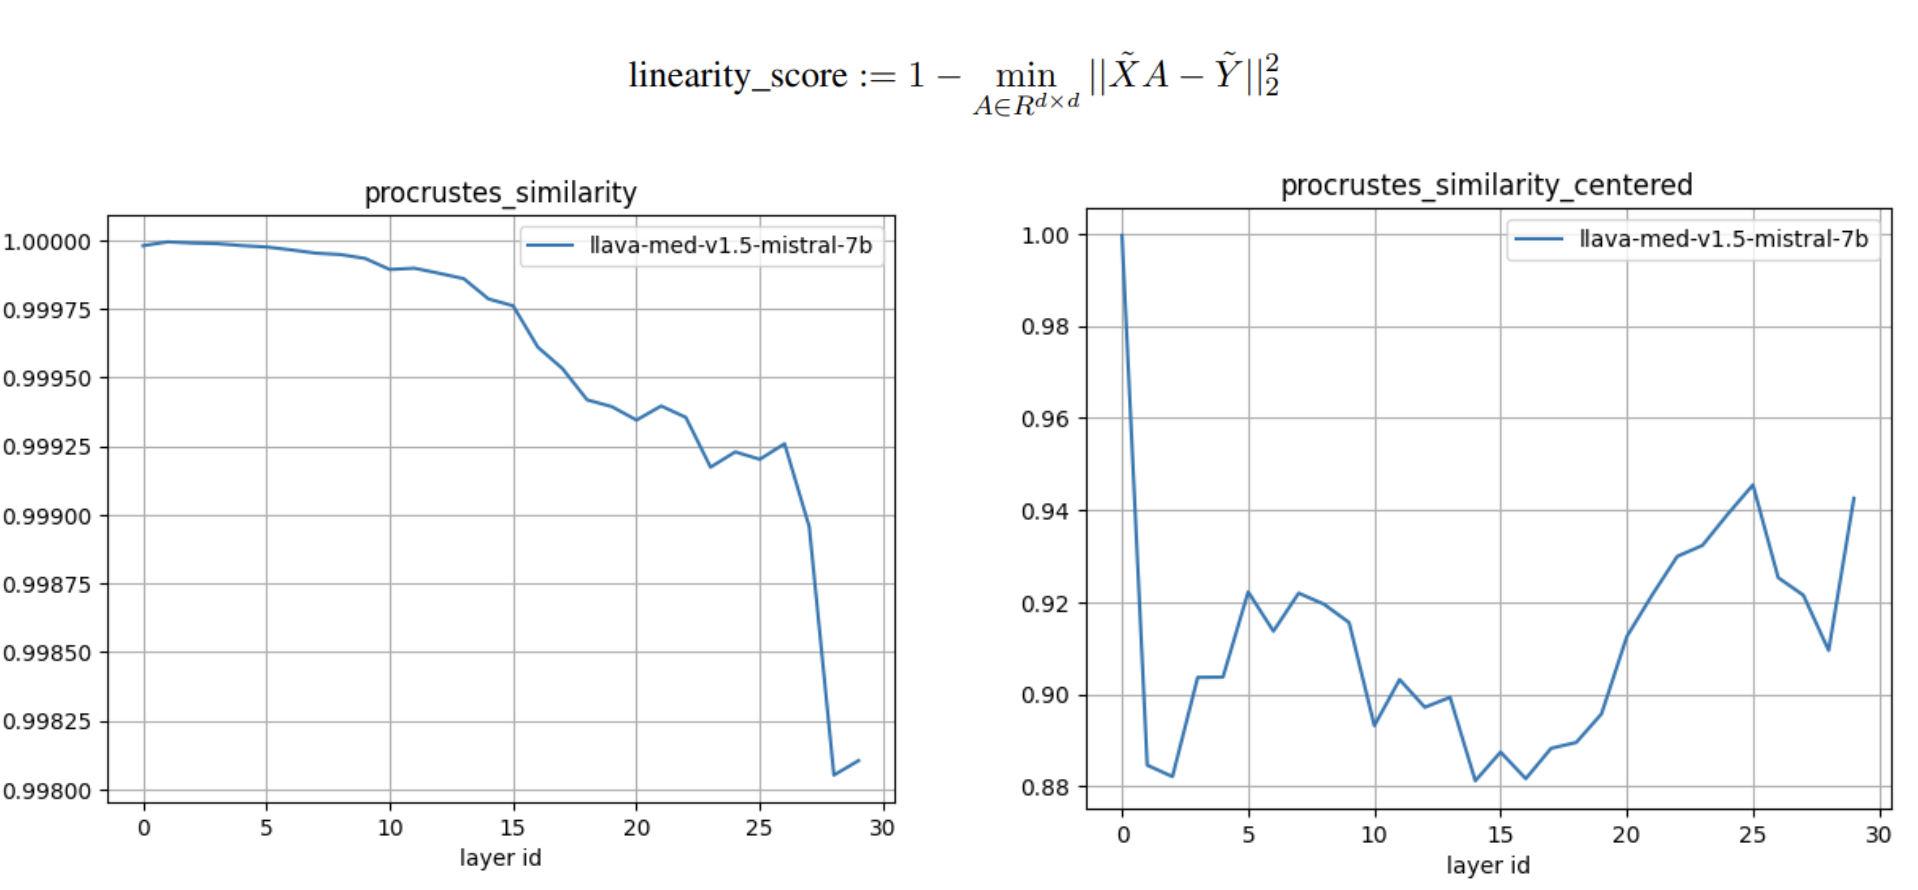 linearity_score := 1 − min_{A∈R^{d×d}} ||X̃A − Ỹ||_2^2
procrustes_similarity
llava-med-v1.5-mistral-7b
1.00000
0.99975
0.99950
0.99925
0.99900
0.99875
0.99850
0.99825
0.99800
0 5 10 15 20 25 30
layer id
procrustes_similarity_centered
llava-med-v1.5-mistral-7b
1.00
0.98
0.96
0.94
0.92
0.90
0.88
0 5 10 15 20 25 30
layer id